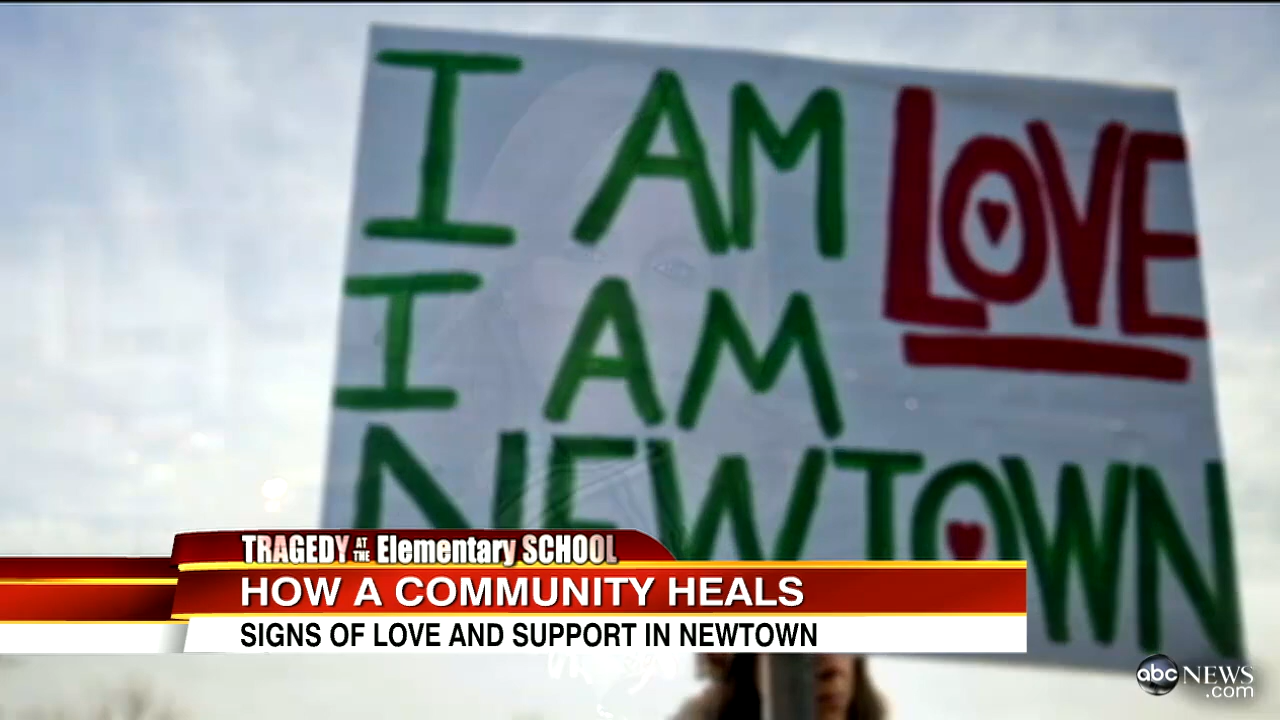 I AM LOVE
I AM
NEWTOWN
TRAGEDY AT THE Elementary SCHOOL
HOW A COMMUNITY HEALS
SIGNS OF LOVE AND SUPPORT IN NEWTOWN
abc NEWS
.com